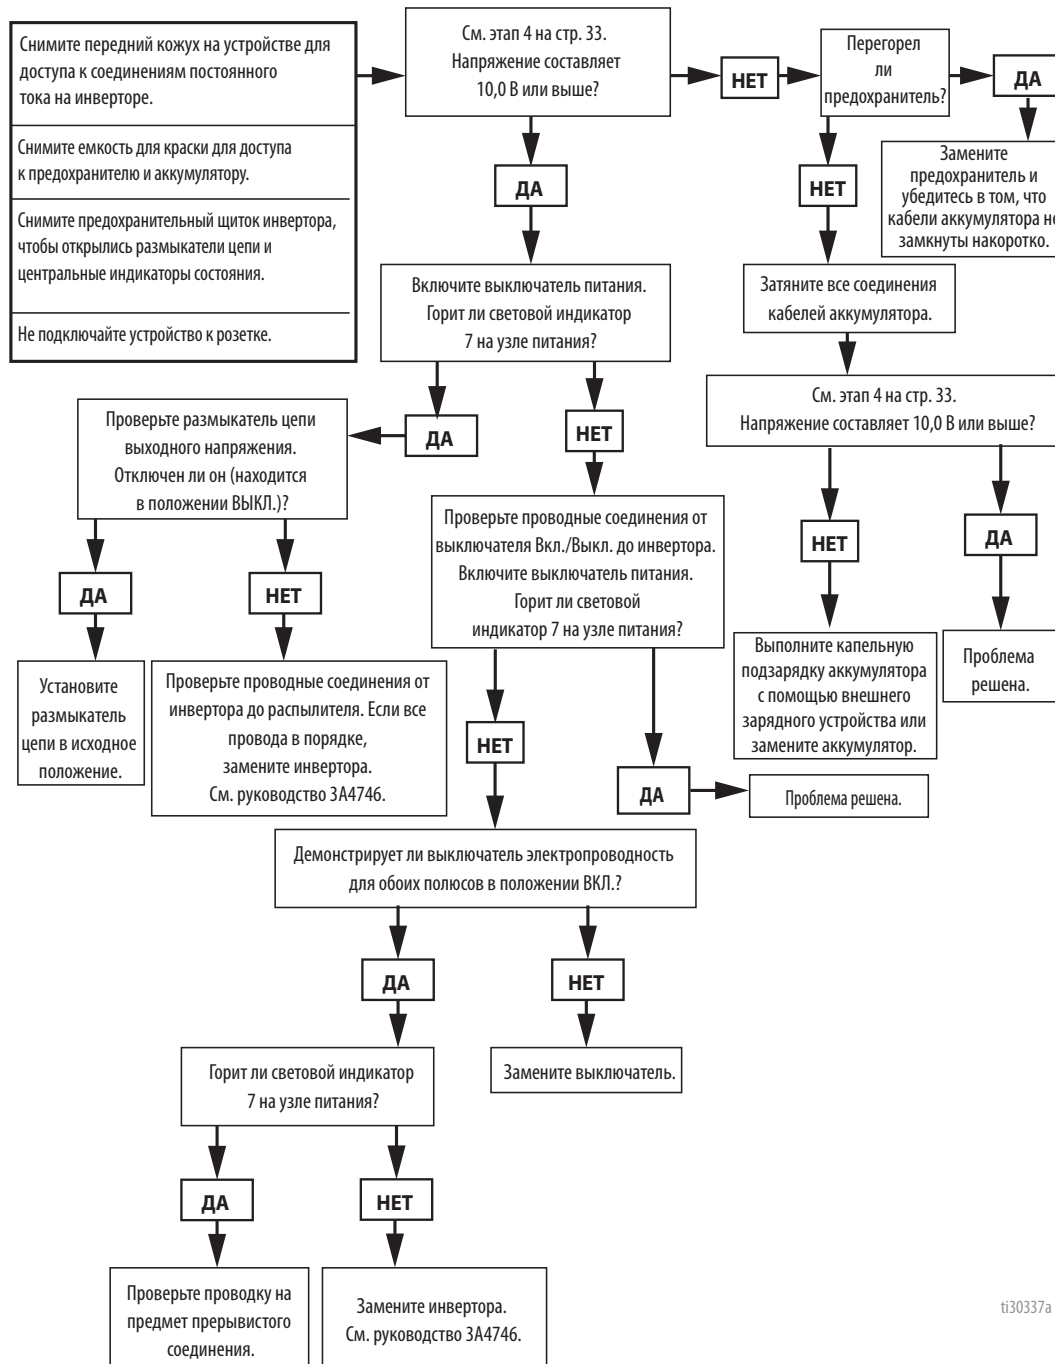 Снимите передний кожух на устройстве для
доступа к соединениям постоянного
тока на инверторе.
Снимите емкость для краски для доступа
к предохранителю и аккумулятору.
Снимите предохранительный щиток инвертора,
чтобы открылись размыкатели цепи и
центральные индикаторы состояния.
Не подключайте устройство к розетке.
См. этап 4 на стр. 33.
Напряжение составляет
10,0 В или выше?
НЕТ
Перегорел
ли
предохранитель?
ДА
Замените
предохранитель и
убедитесь в том, что
кабели аккумулятора не
замкнуты накоротко.
НЕТ
Затяните все соединения
кабелей аккумулятора.
См. этап 4 на стр. 33.
Напряжение составляет 10,0 В или выше?
НЕТ
ДА
Выполните капельную
подзарядку аккумулятора
с помощью внешнего
зарядного устройства или
замените аккумулятор.
Проблема
решена.
ДА
Включите выключатель питания.
Горит ли световой индикатор
7 на узле питания?
ДА
НЕТ
Проверьте размыкатель цепи
выходного напряжения.
Отключен ли он (находится
в положении ВЫКЛ.)?
ДА
НЕТ
Установите
размыкатель
цепи в исходное
положение.
Проверьте проводные соединения от
инвертора до распылителя. Если все
провода в порядке,
замените инвертора.
См. руководство 3A4746.
Проверьте проводные соединения от
выключателя Вкл./Выкл. до инвертора.
Включите выключатель питания.
Горит ли световой
индикатор 7 на узле питания?
НЕТ
ДА
Проблема решена.
Демонстрирует ли выключатель электропроводность
для обоих полюсов в положении ВКЛ.?
ДА
НЕТ
Замените выключатель.
Горит ли световой индикатор
7 на узле питания?
ДА
НЕТ
Проверьте проводку на
предмет прерывистого
соединения.
Замените инвертора.
См. руководство 3A4746.
ti30337a